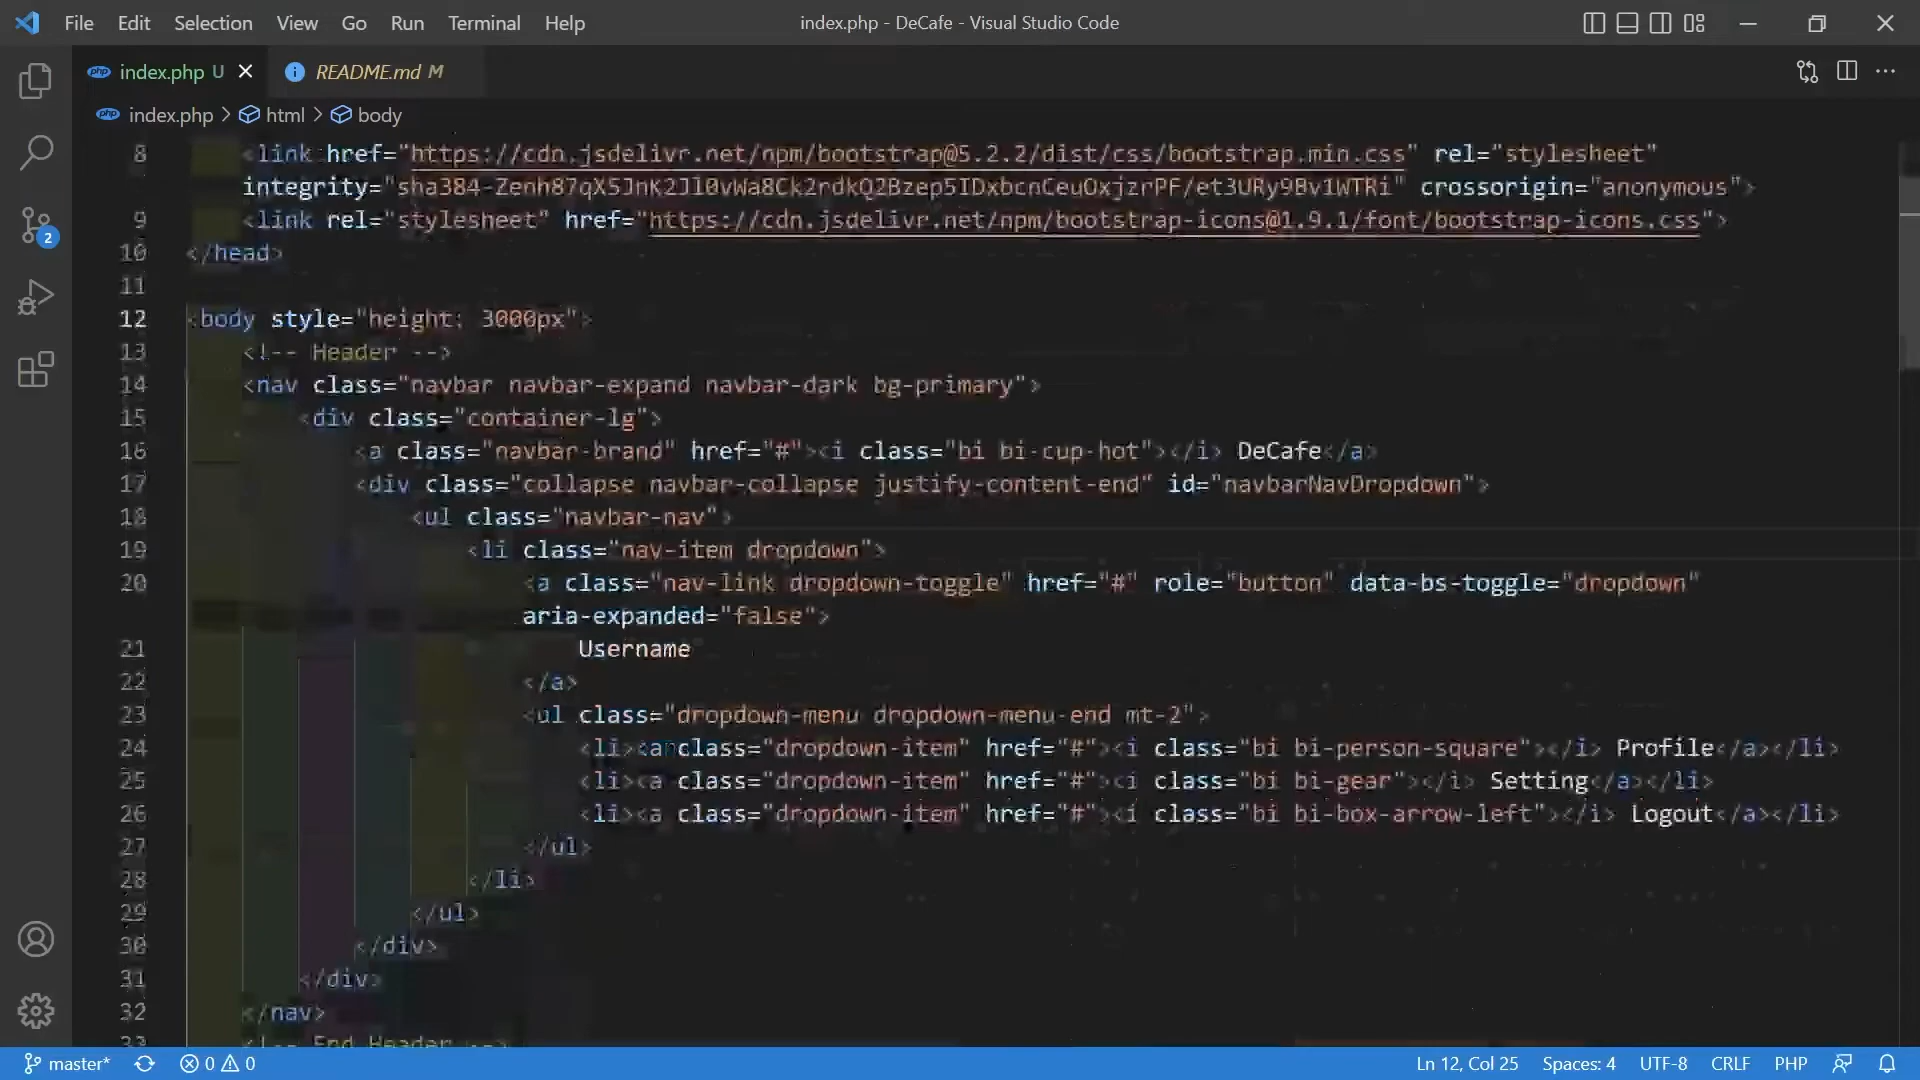 File Edit Selection View Go Run Terminal Help index.php - DeCafe - Visual Studio Code
index.php U README.md M
index.php > html > body
8 <link href="https://cdn.jsdelivr.net/npm/bootstrap@5.2.2/dist/css/bootstrap.min.css" rel="stylesheet"
integrity="sha384-Zenh87qX5JnK2Jl0vWa8Ck2rdkQ2Bzep5IDxbcnCeuOxjzrPF/et3URy9Bv1WTRi" crossorigin="anonymous">
9 <link rel="stylesheet" href="https://cdn.jsdelivr.net/npm/bootstrap-icons@1.9.1/font/bootstrap-icons.css">
10 </head>
11
12 <body style="height: 3000px">
13 <!-- Header -->
14 <nav class="navbar navbar-expand navbar-dark bg-primary">
15 <div class="container-lg">
16 <a class="navbar-brand" href="#"><i class="bi bi-cup-hot"></i> DeCafe</a>
17 <div class="collapse navbar-collapse justify-content-end" id="navbarNavDropdown">
18 <ul class="navbar-nav">
19 <li class="nav-item dropdown">
20 <a class="nav-link dropdown-toggle" href="#" role="button" data-bs-toggle="dropdown"
aria-expanded="false">
21 Username
22 </a>
23 <ul class="dropdown-menu dropdown-menu-end mt-2">
24 <li><a class="dropdown-item" href="#"><i class="bi bi-person-square"></i> Profile</a></li>
25 <li><a class="dropdown-item" href="#"><i class="bi bi-gear"></i> Setting</a></li>
26 <li><a class="dropdown-item" href="#"><i class="bi bi-box-arrow-left"></i> Logout</a></li>
27 </ul>
28 </li>
29 </ul>
30 </div>
31 </div>
32 </nav>
33 <!-- End Header -->
2
master* 0 0 Ln 12, Col 25 Spaces: 4 UTF-8 CRLF PHP